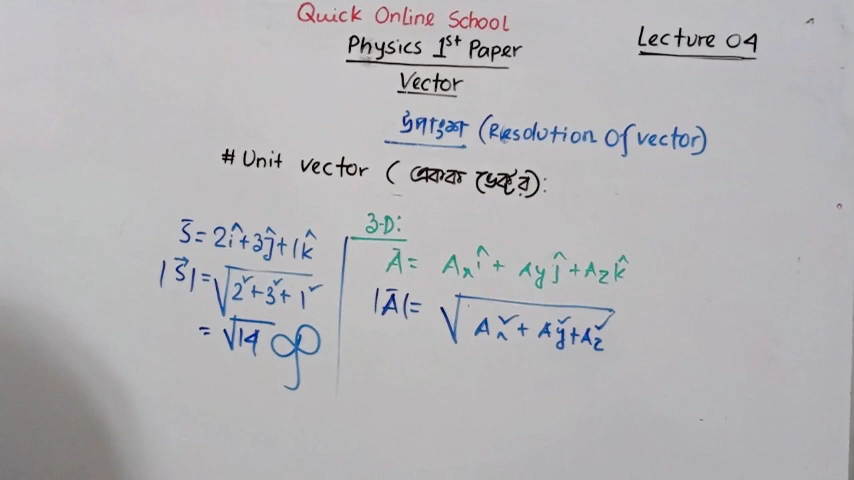 Quick Online School
Physics 1st Paper
Lecture 04
Vector
উপাংশ (Resolution Of vector)
# Unit vector (একক ভেক্টর):
S̄ = 2î+3ĵ+1k̂
|S⃗| = √2²+3²+1²
= √14
3-D:
Ā = Axî + Ayĵ + Azk̂
|Ā| = √Ax² + Ay² + Az²